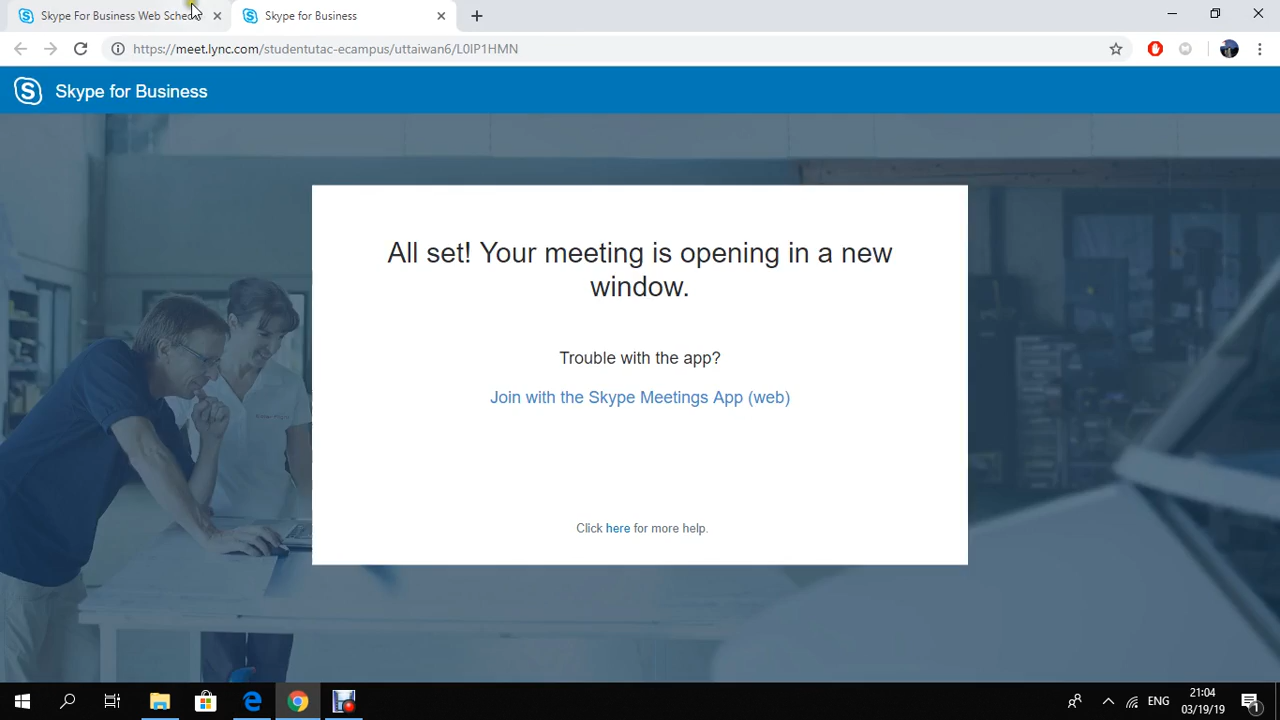 Skype For Business Web Sched
Skype for Business
https://meet.lync.com/studentutac-ecampus/uttaiwan6/L0IP1HMN
Skype for Business
All set! Your meeting is opening in a new
window.
Trouble with the app?
Join with the Skype Meetings App (web)
Click here for more help.
ENG
21:04
03/19/19
1